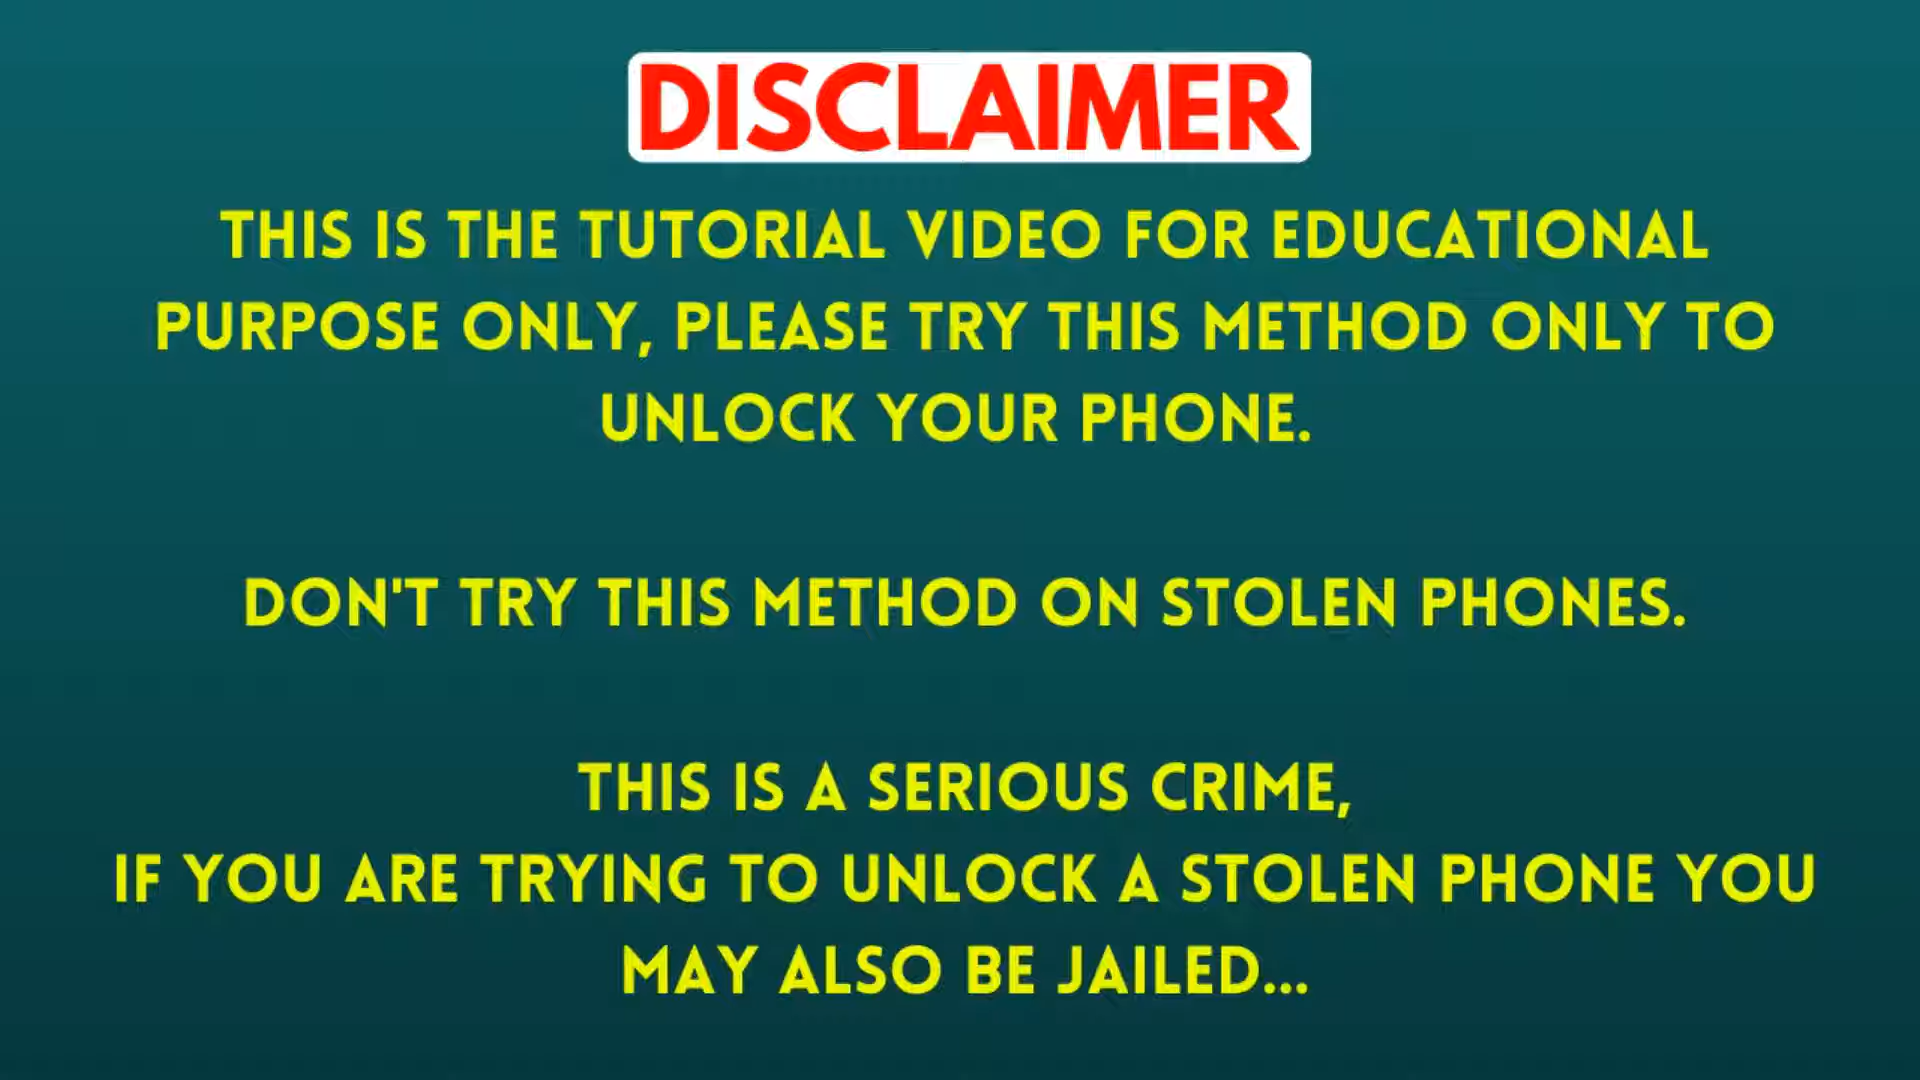 DISCLAIMER
THIS IS THE TUTORIAL VIDEO FOR EDUCATIONAL
PURPOSE ONLY, PLEASE TRY THIS METHOD ONLY TO
UNLOCK YOUR PHONE.
DON'T TRY THIS METHOD ON STOLEN PHONES.
THIS IS A SERIOUS CRIME,
IF YOU ARE TRYING TO UNLOCK A STOLEN PHONE YOU
MAY ALSO BE JAILED...